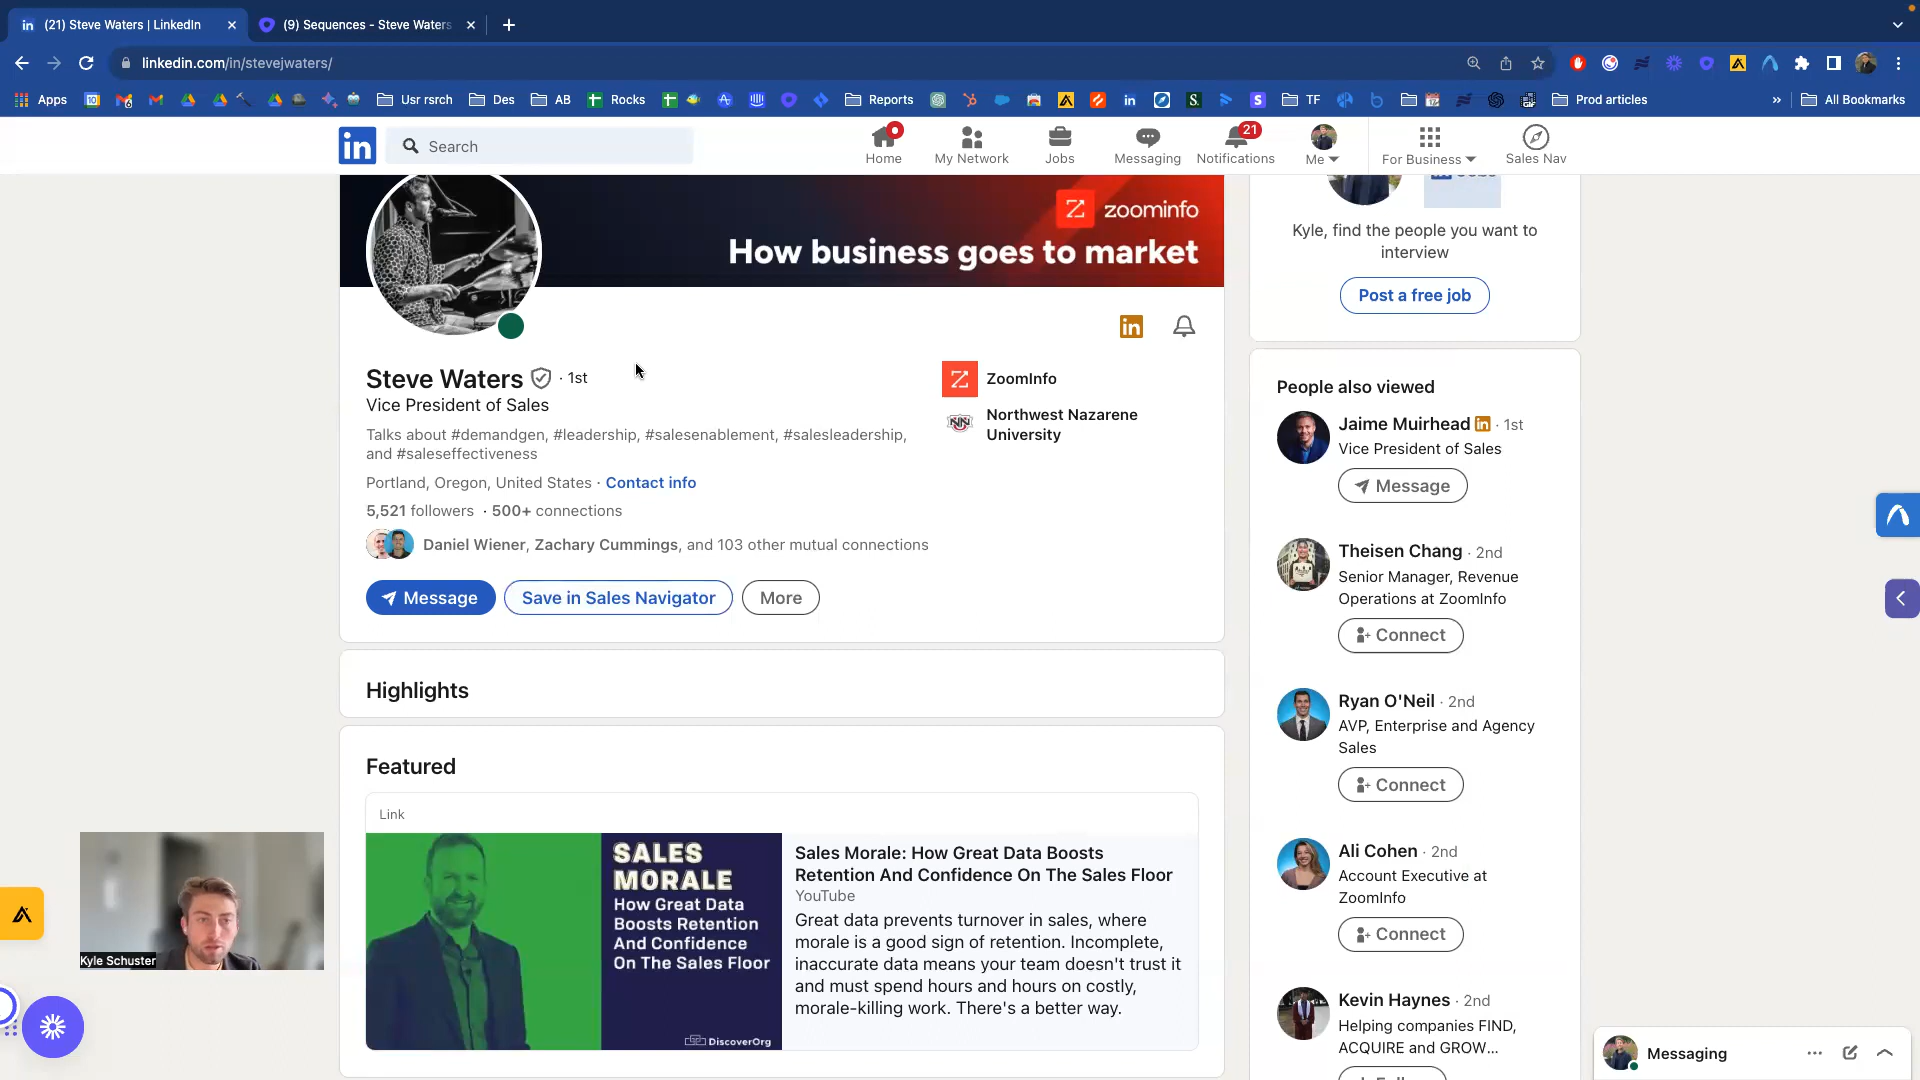 (21) Steve Waters | LinkedIn
(9) Sequences - Steve Waters
linkedin.com/in/stevejwaters/
Apps
Usr rsrch
Des
AB
Rocks
Reports
TF
Prod articles
All Bookmarks
in
Search
Home
My Network
Jobs
Messaging
21
Notifications
Me
For Business
Sales Nav
zoominfo
How business goes to market
in
Steve Waters · 1st
Vice President of Sales
Talks about #demandgen, #leadership, #salesenablement, #salesleadership,
and #saleseffectiveness
Portland, Oregon, United States · Contact info
5,521 followers · 500+ connections
Daniel Wiener, Zachary Cummings, and 103 other mutual connections
ZoomInfo
Northwest Nazarene
University
Message
Save in Sales Navigator
More
Highlights
Featured
Link
SALES
MORALE
How Great Data
Boosts Retention
And Confidence
On The Sales Floor
DiscoverOrg
Sales Morale: How Great Data Boosts
Retention And Confidence On The Sales Floor
YouTube
Great data prevents turnover in sales, where
morale is a good sign of retention. Incomplete,
inaccurate data means your team doesn't trust it
and must spend hours and hours on costly,
morale-killing work. There's a better way.
Kyle, find the people you want to
interview
Post a free job
People also viewed
Jaime Muirhead in · 1st
Vice President of Sales
Message
Theisen Chang · 2nd
Senior Manager, Revenue
Operations at ZoomInfo
Connect
Ryan O'Neil · 2nd
AVP, Enterprise and Agency
Sales
Connect
Ali Cohen · 2nd
Account Executive at
ZoomInfo
Connect
Kevin Haynes · 2nd
Helping companies FIND,
ACQUIRE and GROW...
Kyle Schuster
Messaging